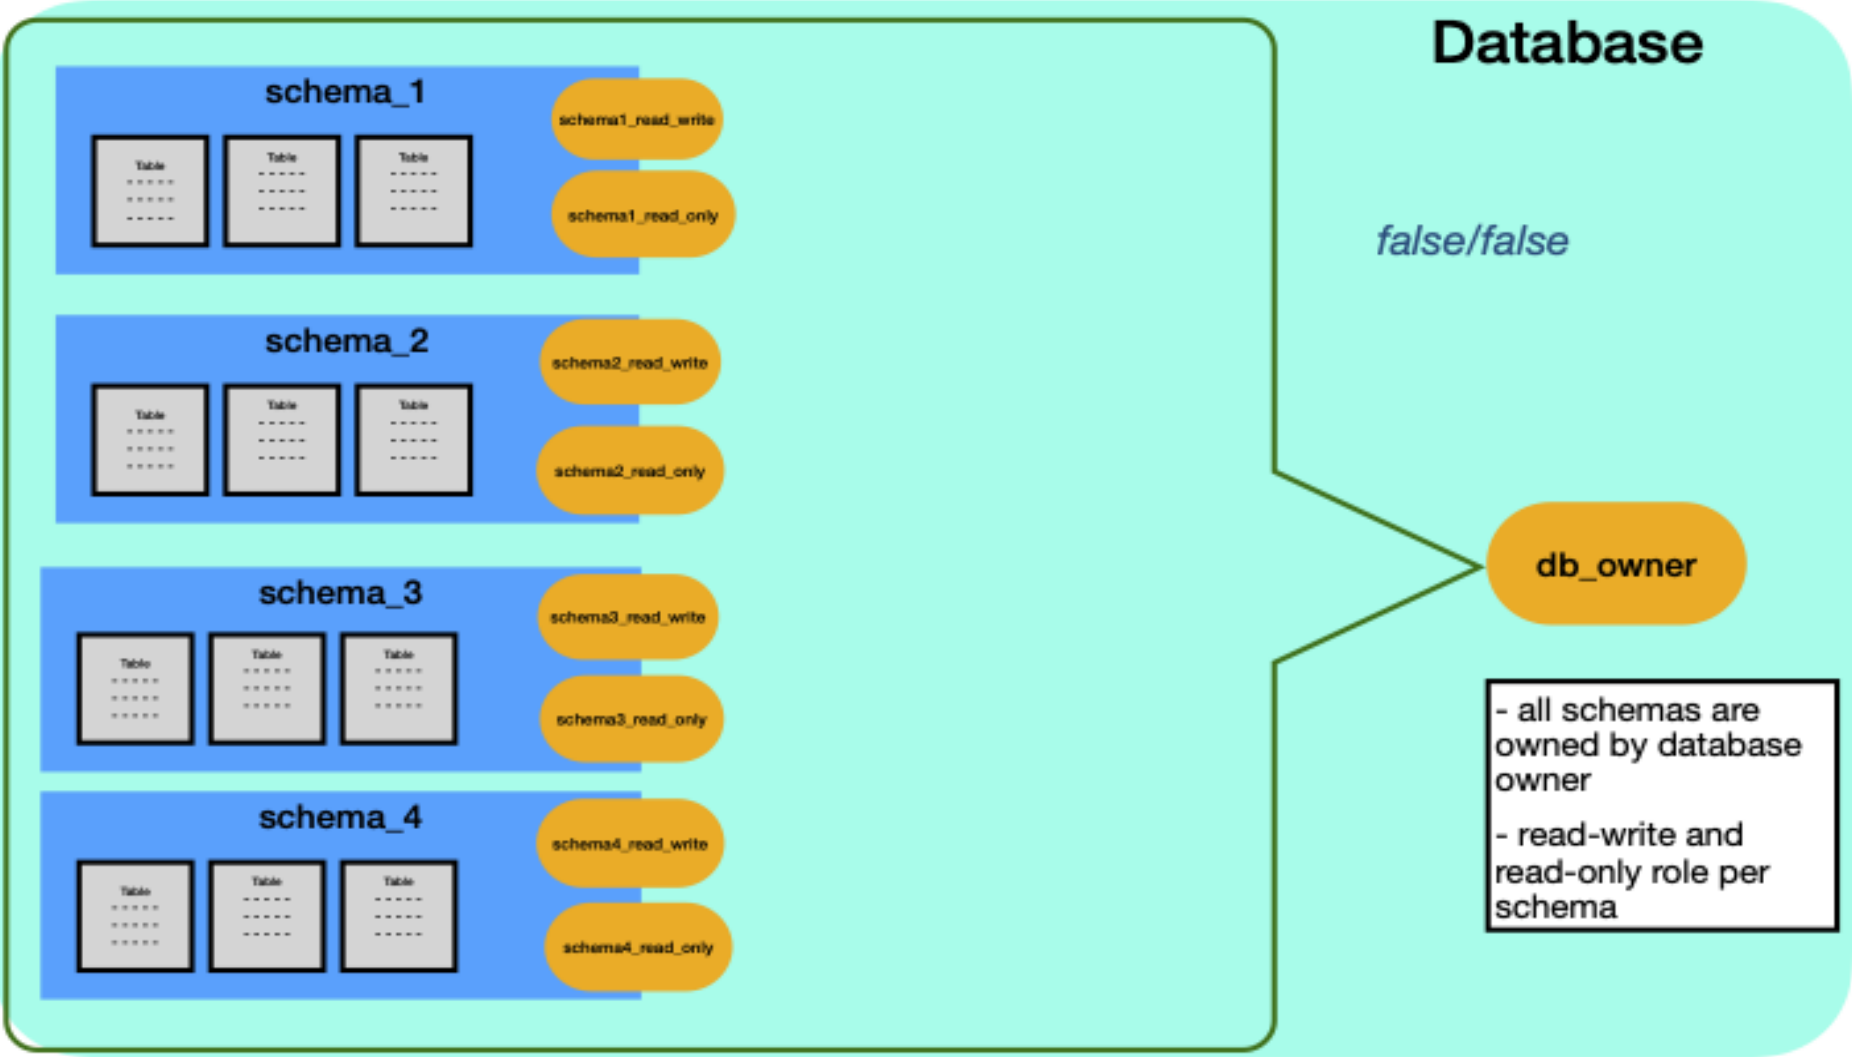 Database
schema_1
schema1_read_write
Table
Table
Table
schema1_read_only
false/false
schema_2
schema2_read_write
Table
Table
Table
schema2_read_only
db_owner
schema_3
schema3_read_write
Table
Table
Table
schema3_read_only
- all schemas are
owned by database
owner
- read-write and
read-only role per
schema
schema_4
schema4_read_write
Table
Table
Table
schema4_read_only